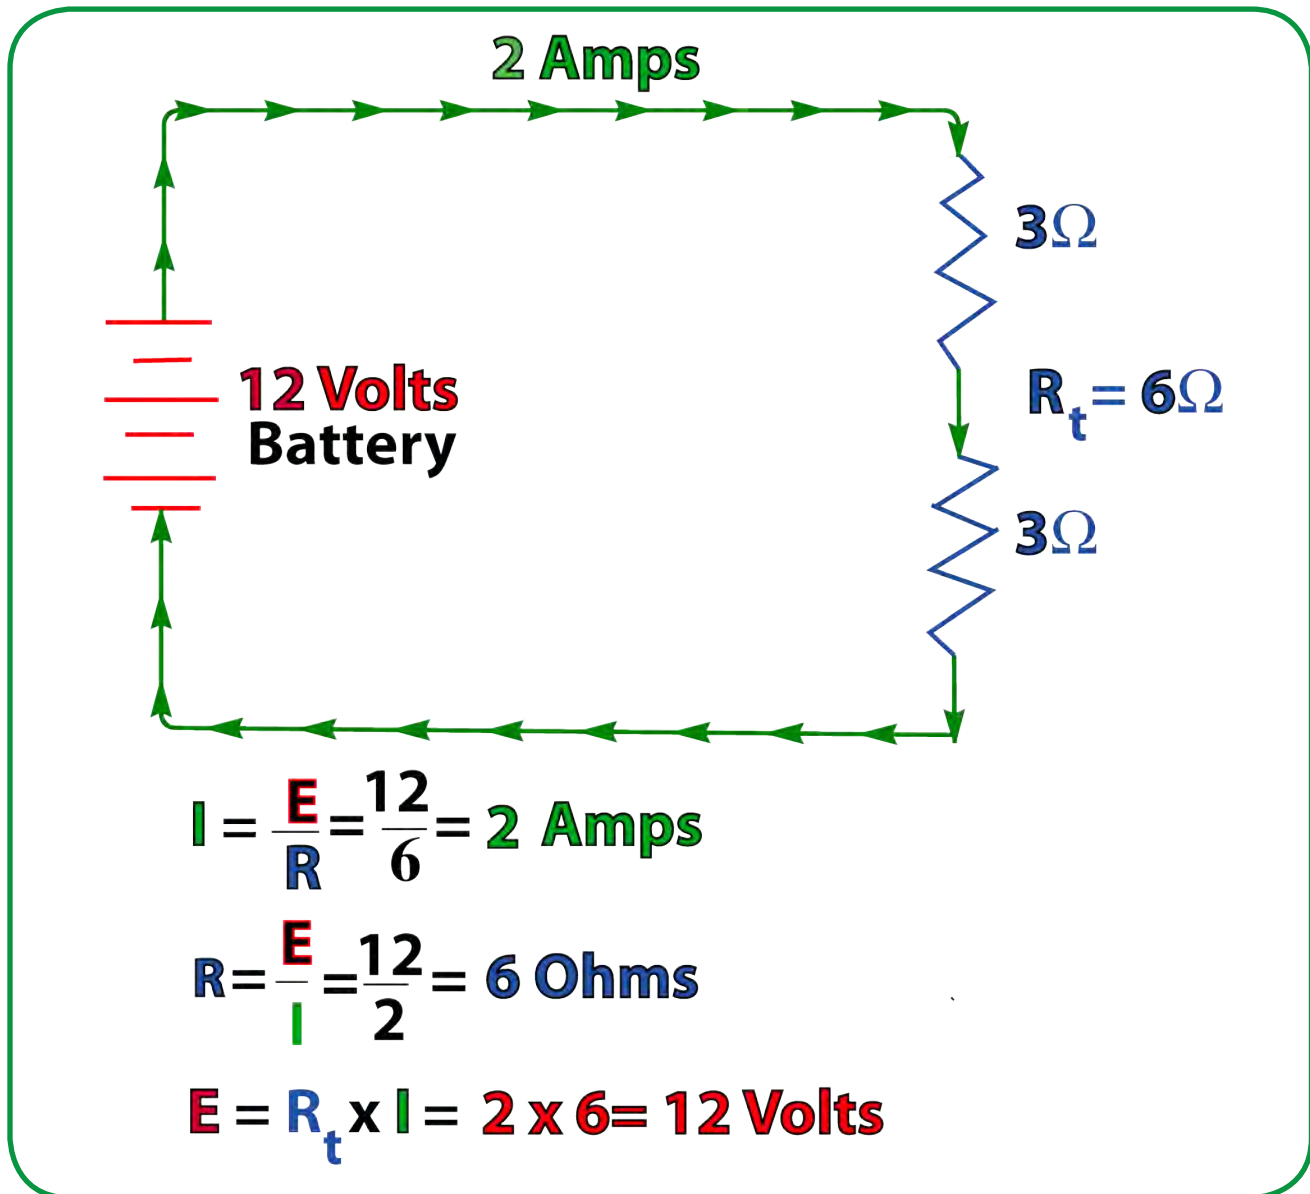 2 Amps
3Ω
12 Volts
Battery
Rt= 6Ω
3Ω
I = E/R = 12/6 = 2 Amps
R = E/I = 12/2 = 6 Ohms
E = Rt x I = 2 x 6= 12 Volts